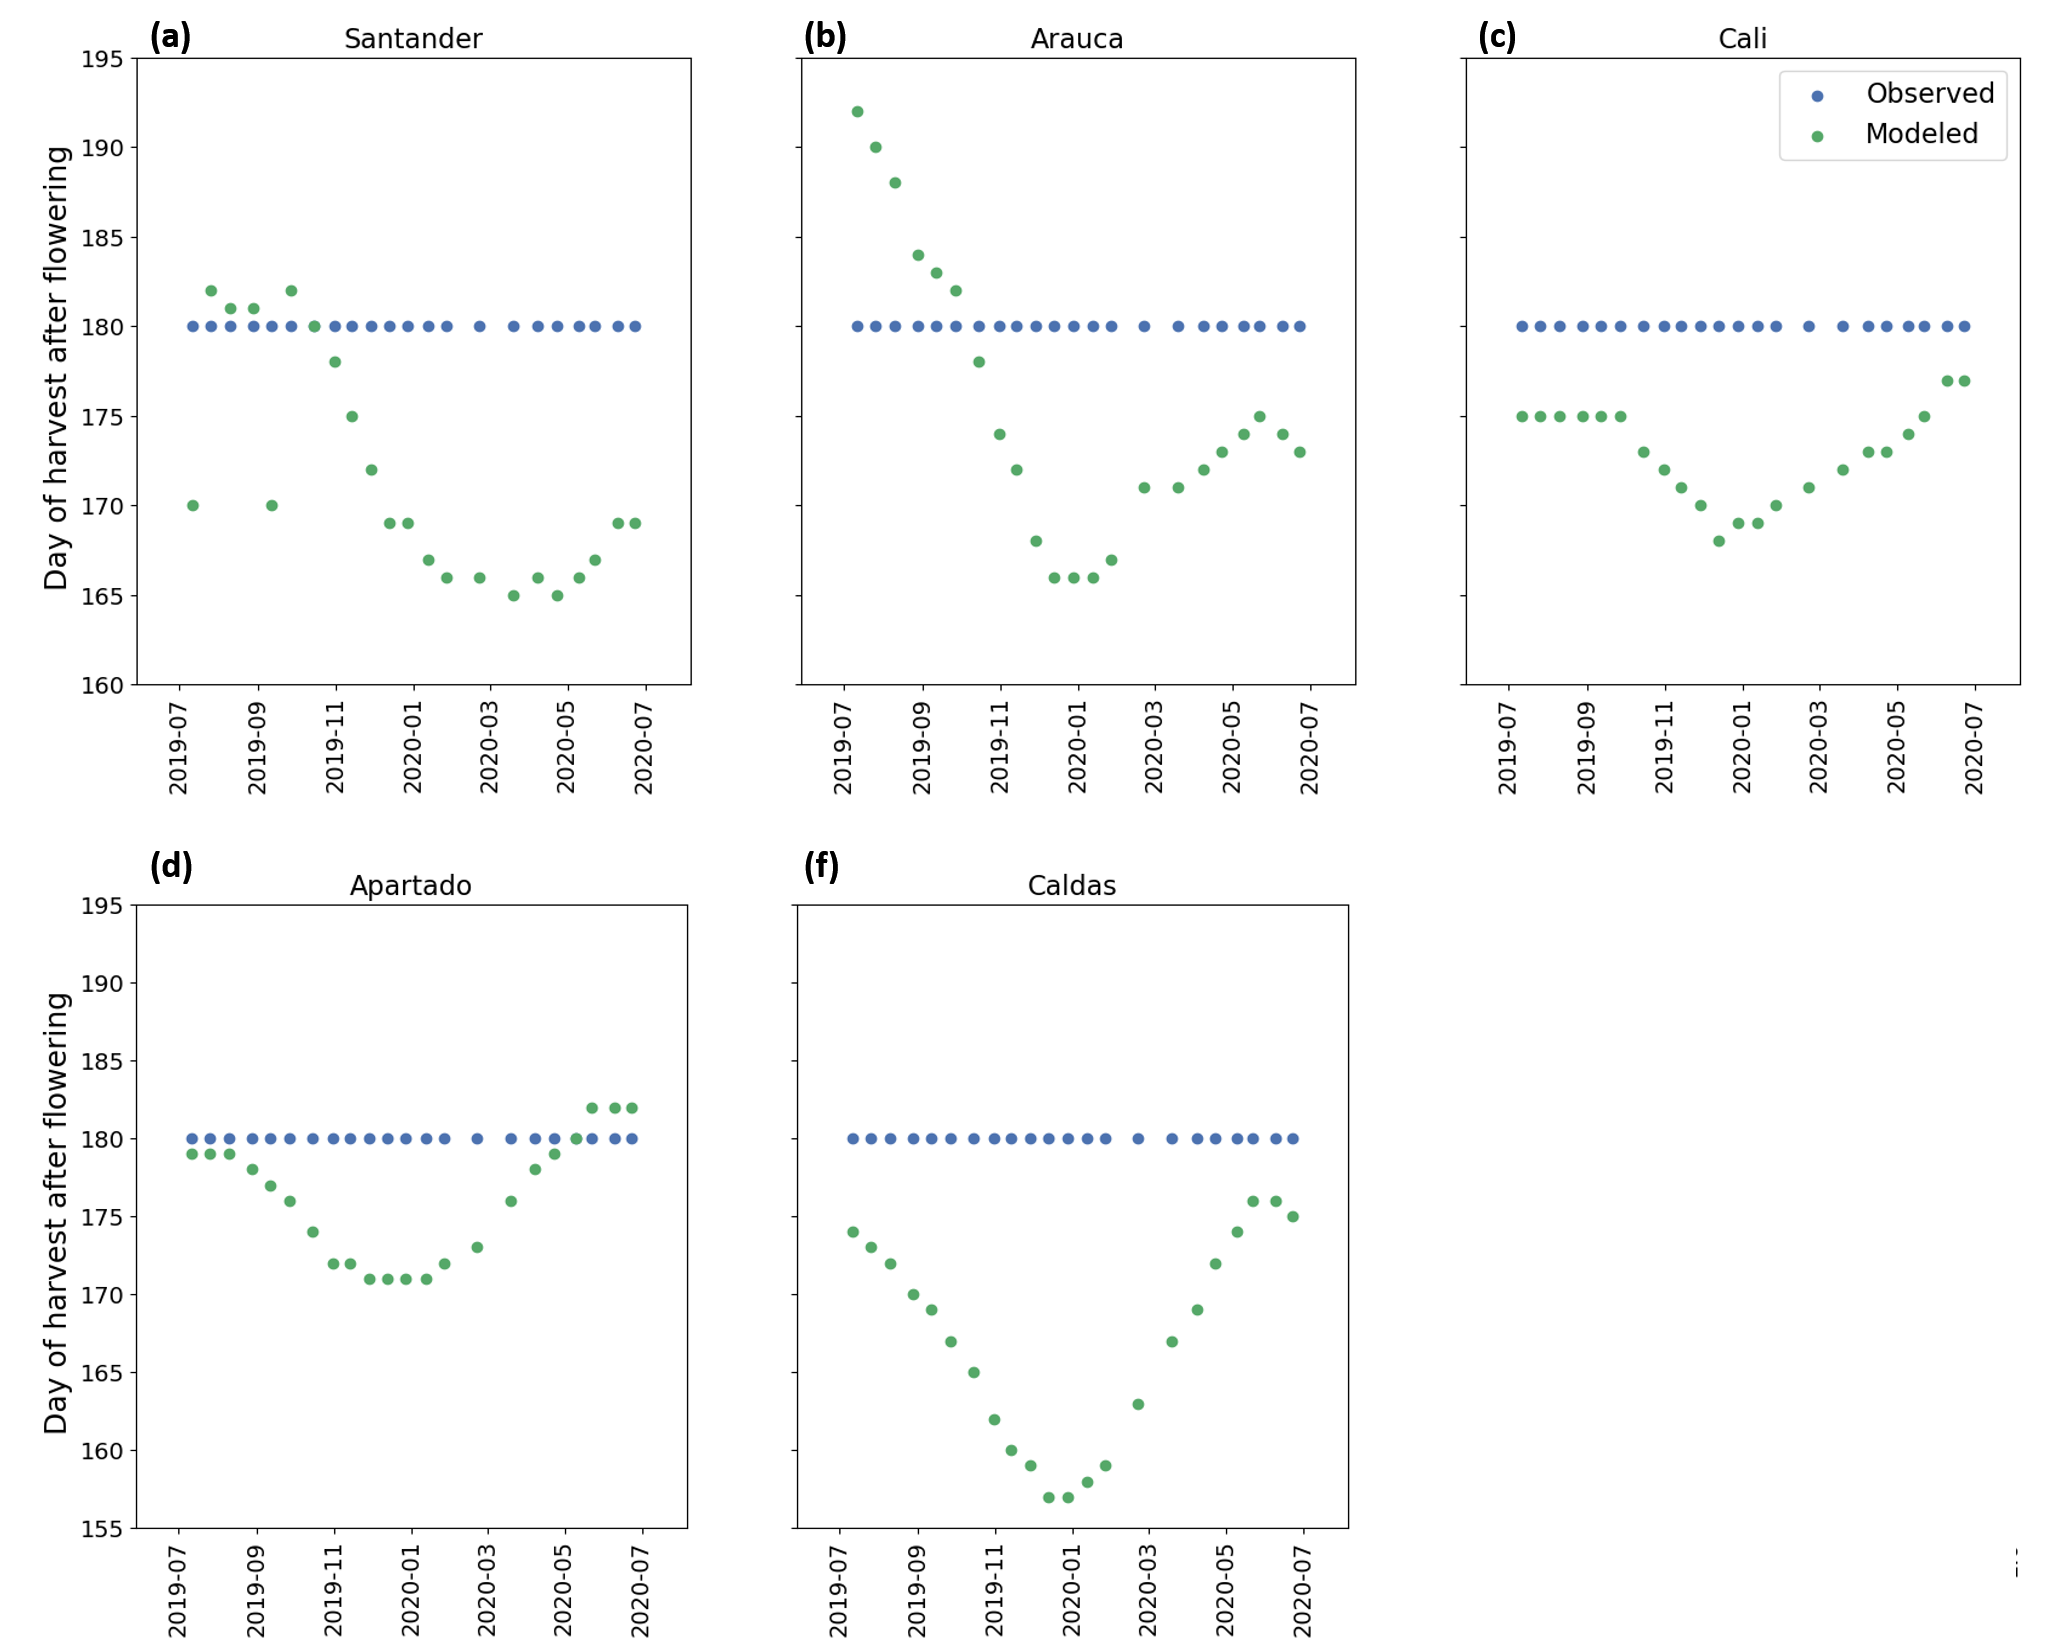 (a) Santander
(b) Arauca
(c) Cali
195
190
185
180
175
170
165
160
Day of harvest after flowering
Observed
Modeled
2019-07 2019-09 2019-11 2020-01 2020-03 2020-05 2020-07
2019-07 2019-09 2019-11 2020-01 2020-03 2020-05 2020-07
2019-07 2019-09 2019-11 2020-01 2020-03 2020-05 2020-07
(d) Apartado
(f) Caldas
195
190
185
180
175
170
165
160
155
Day of harvest after flowering
2019-07 2019-09 2019-11 2020-01 2020-03 2020-05 2020-07
2019-07 2019-09 2019-11 2020-01 2020-03 2020-05 2020-07